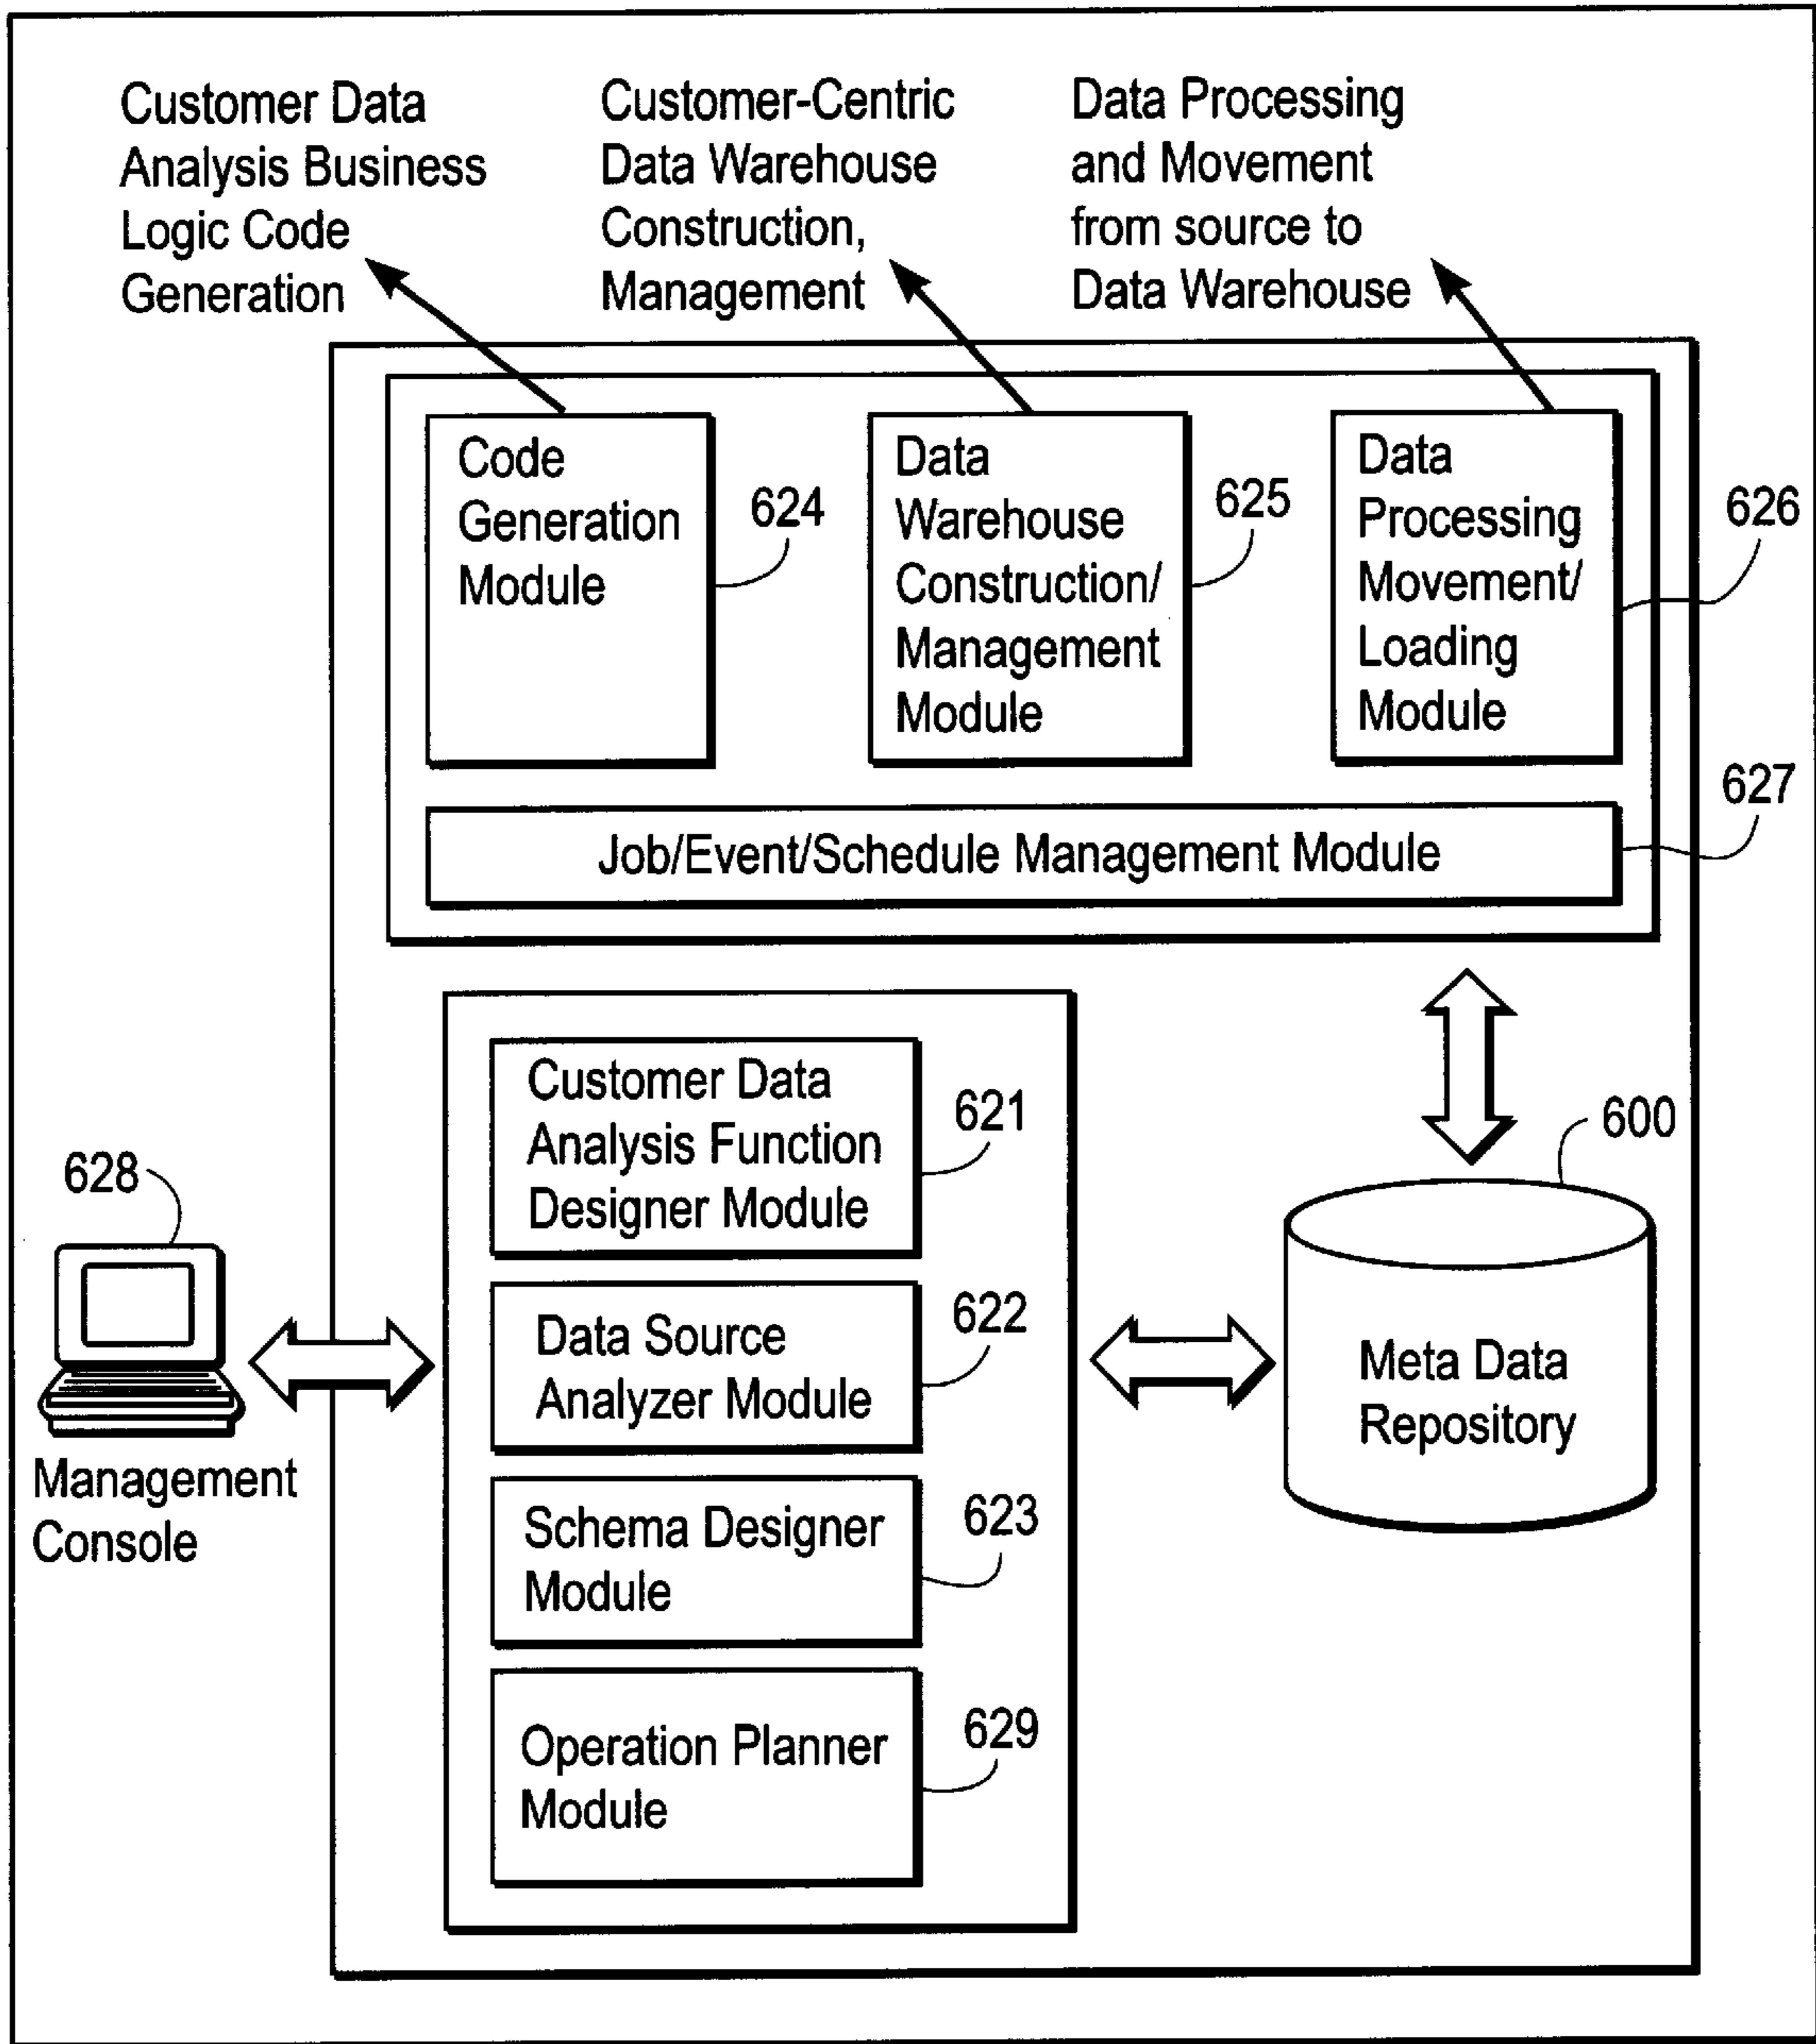 Customer Data
Analysis Business
Logic Code
Generation
Customer-Centric
Data Warehouse
Construction,
Management
Data Processing
and Movement
from source to
Data Warehouse
Code
Generation
Module
624
Data
Warehouse
Construction/
Management
Module
625
Data
Processing
Movement/
Loading
Module
626
Job/Event/Schedule Management Module
627
Customer Data
Analysis Function
Designer Module
621
Data Source
Analyzer Module
622
Schema Designer
Module
623
Operation Planner
Module
629
628
Management
Console
600
Meta Data
Repository